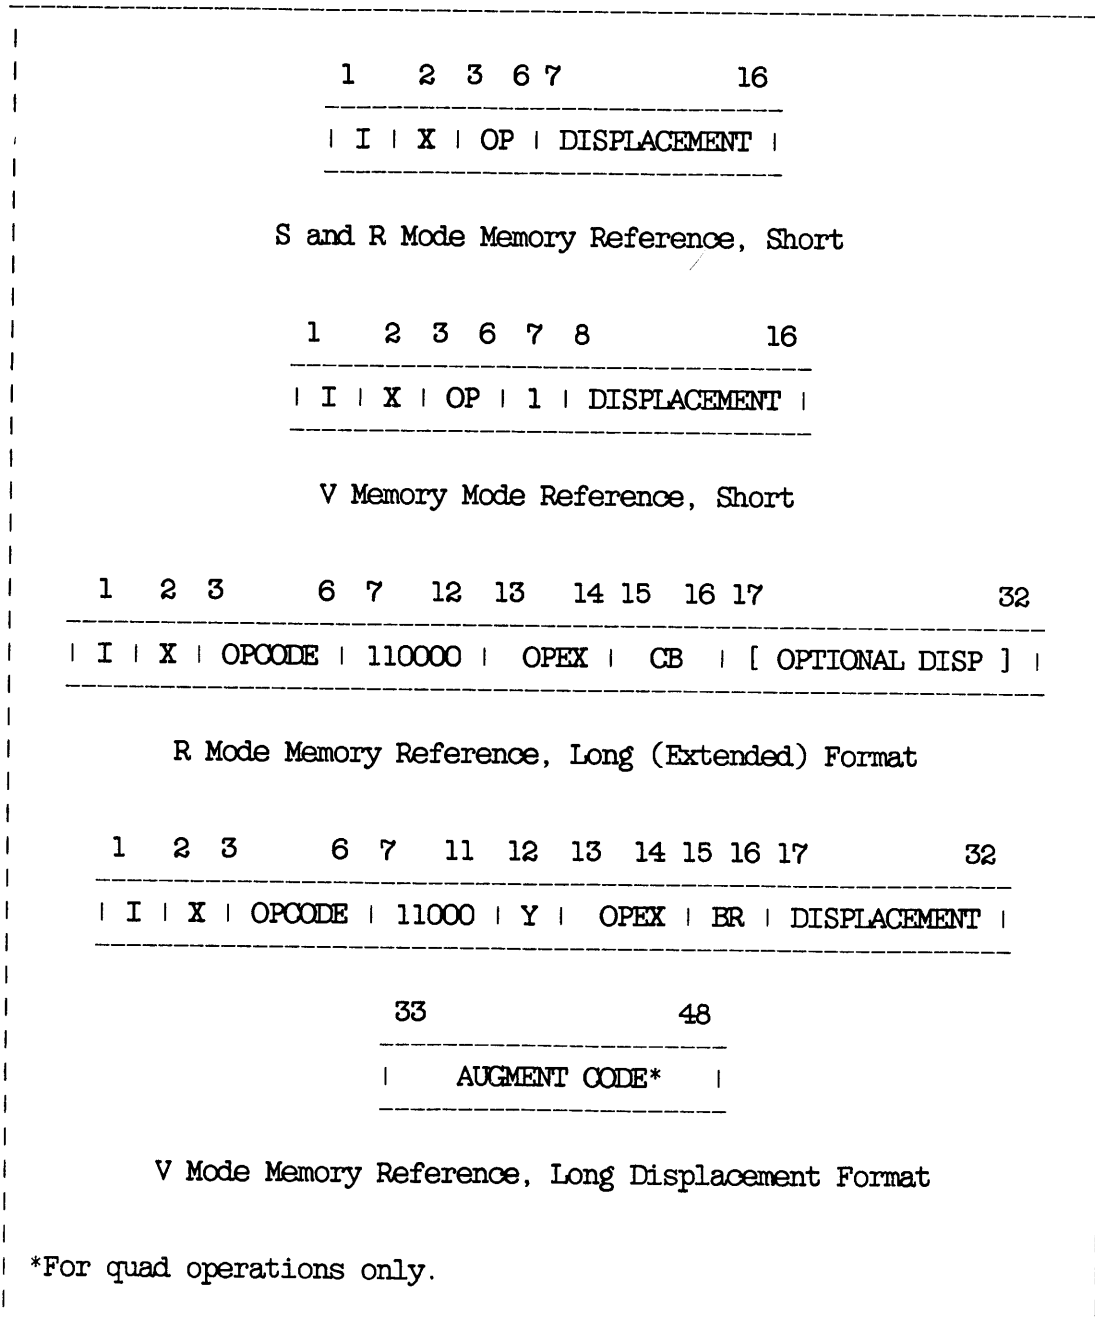 1 2 3 6 7 16
| I | X | OP | DISPLACEMENT |
S and R Mode Memory Reference, Short
1 2 3 6 7 8 16
| I | X | OP | 1 | DISPLACEMENT |
V Memory Mode Reference, Short
1 2 3 6 7 12 13 14 15 16 17 32
| I | X | OPCODE | 110000 | OPEX | CB | [ OPTIONAL DISP ] |
R Mode Memory Reference, Long (Extended) Format
1 2 3 6 7 11 12 13 14 15 16 17 32
| I | X | OPCODE | 11000 | Y | OPEX | BR | DISPLACEMENT |
33 48
| AUGMENT CODE* |
V Mode Memory Reference, Long Displacement Format
*For quad operations only.